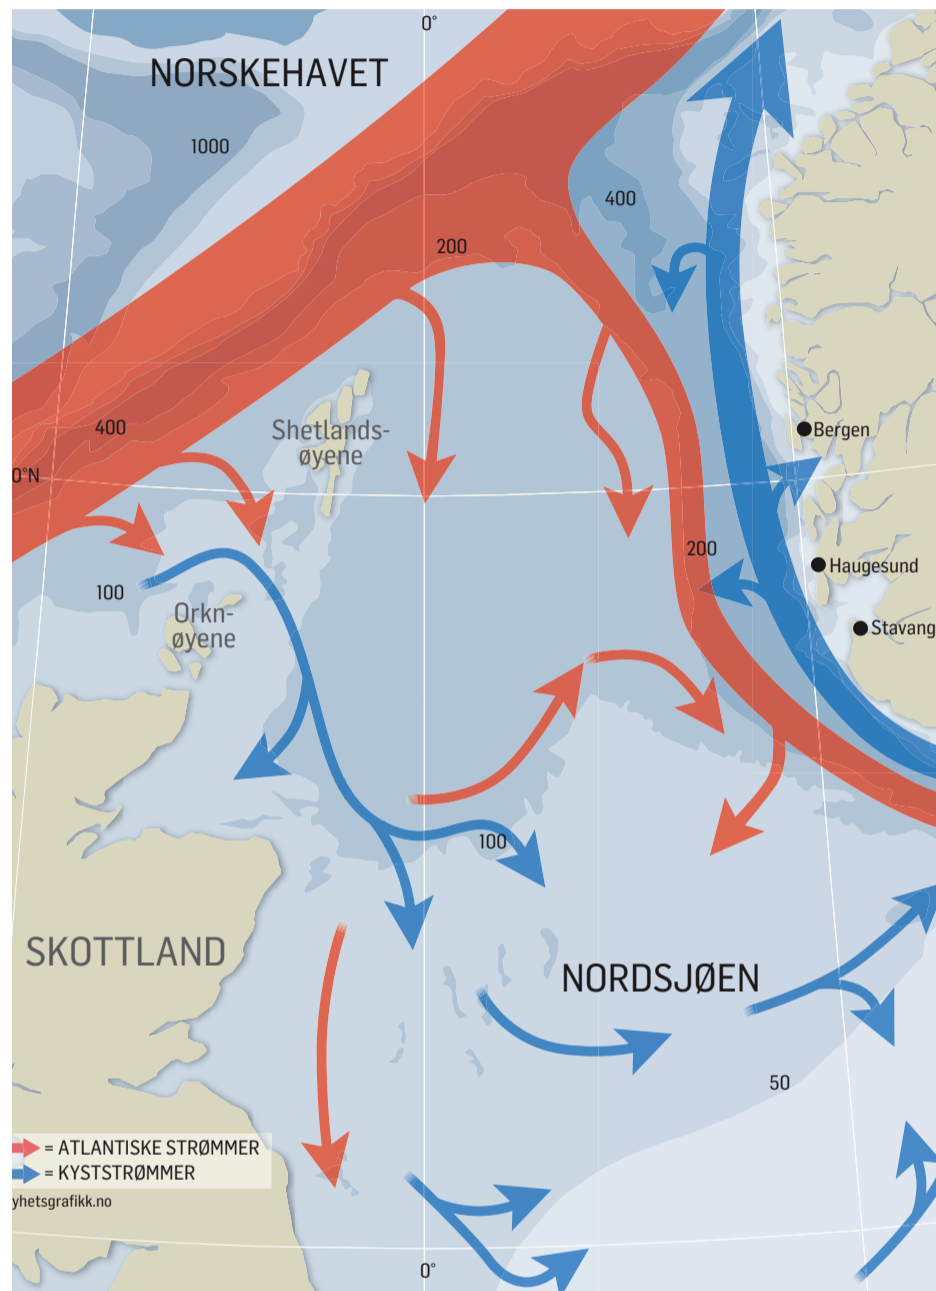 0°
NORSKEHAVET
1000
400
200
400
Shetlands-
øyene
Bergen
0°N
200
Haugesund
100
Orkn-
øyene
Stavang
100
SKOTTLAND
NORDSJØEN
50
= ATLANTISKE STRØMMER
= KYSTSTRØMMER
yhetsgrafikk.no
0°